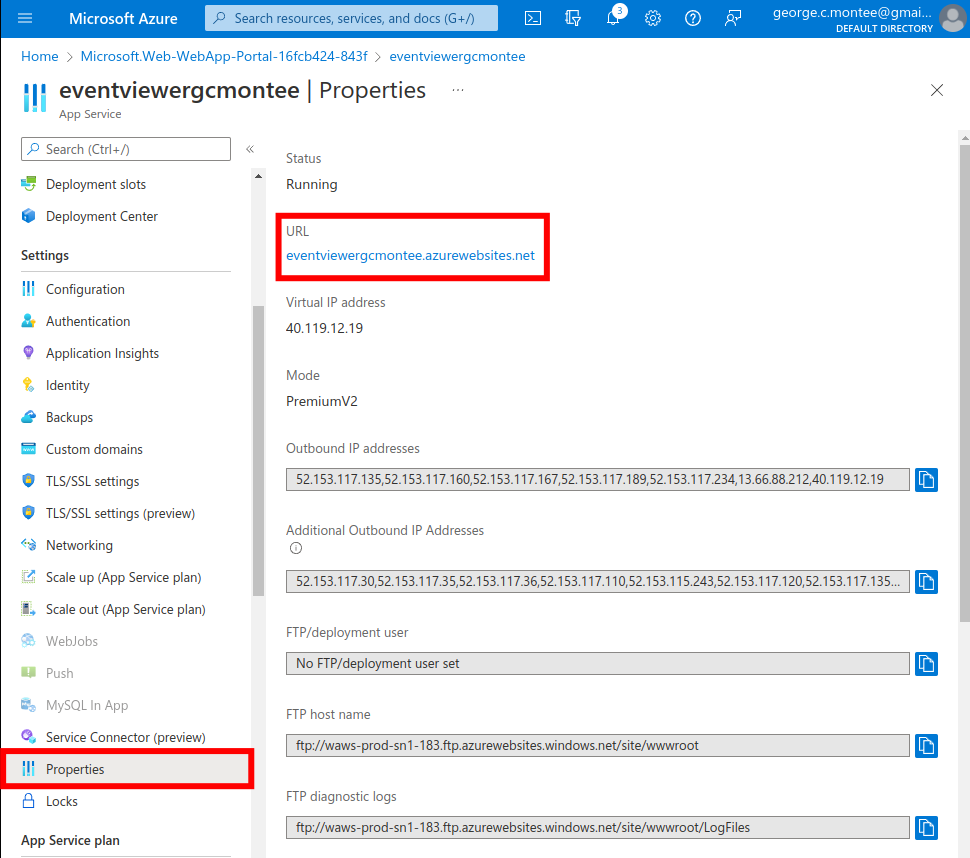 Microsoft Azure
Search resources, services, and docs (G+/)
3
george.c.montee@gmai...
DEFAULT DIRECTORY
Home > Microsoft.Web-WebApp-Portal-16fcb424-843f > eventviewergcmontee
eventviewergcmontee | Properties ...
App Service
Search (Ctrl+/)
«
Deployment slots
Deployment Center
Settings
Configuration
Authentication
Application Insights
Identity
Backups
Custom domains
TLS/SSL settings
TLS/SSL settings (preview)
Networking
Scale up (App Service plan)
Scale out (App Service plan)
WebJobs
Push
MySQL In App
Service Connector (preview)
Properties
Locks
App Service plan
Status
Running
URL
eventviewergcmontee.azurewebsites.net
Virtual IP address
40.119.12.19
Mode
PremiumV2
Outbound IP addresses
52.153.117.135,52.153.117.160,52.153.117.167,52.153.117.189,52.153.117.234,13.66.88.212,40.119.12.19
Additional Outbound IP Addresses
52.153.117.30,52.153.117.35,52.153.117.36,52.153.117.110,52.153.115.243,52.153.117.120,52.153.117.135...
FTP/deployment user
No FTP/deployment user set
FTP host name
ftp://waws-prod-sn1-183.ftp.azurewebsites.windows.net/site/wwwroot
FTP diagnostic logs
ftp://waws-prod-sn1-183.ftp.azurewebsites.windows.net/site/wwwroot/LogFiles